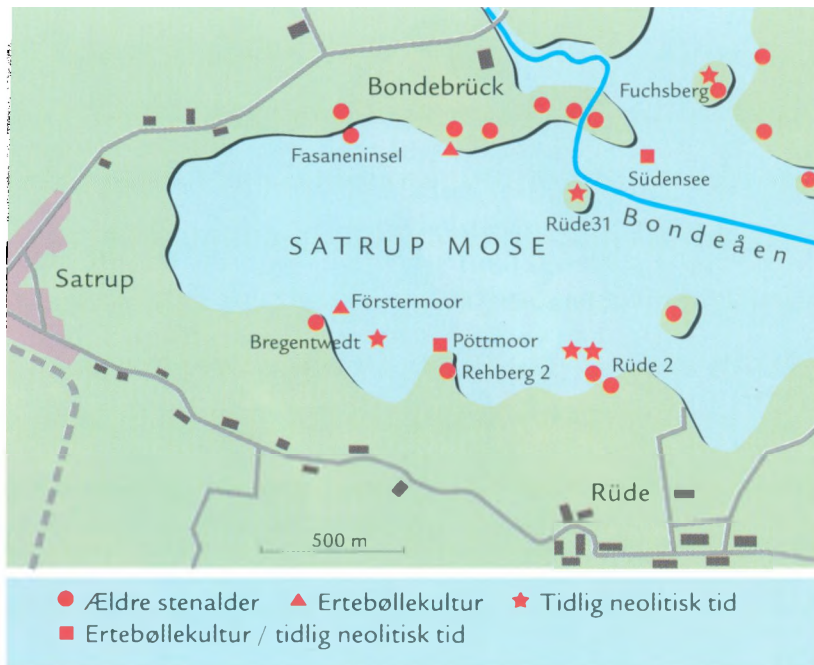 Bondebrück
Fuchsberg
Fasaneninsel
Südensee
Rüde31
Bondeåen
SATRUP MOSE
Satrup
Förstermoor
Bregentwedt
Pöttmoor
Rehberg 2
Rüde 2
Rüde
500 m
Ældre stenalder Ertebøllekultur Tidlig neolitisk tid
Ertebøllekultur / tidlig neolitisk tid